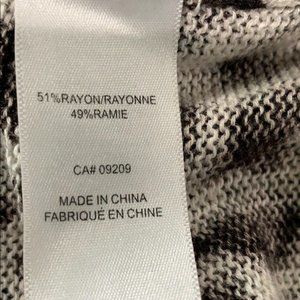 51%RAYON/RAYONNE
49%RAMIE
CA# 09209
MADE IN CHINA
FABRIQUÉ EN CHINE